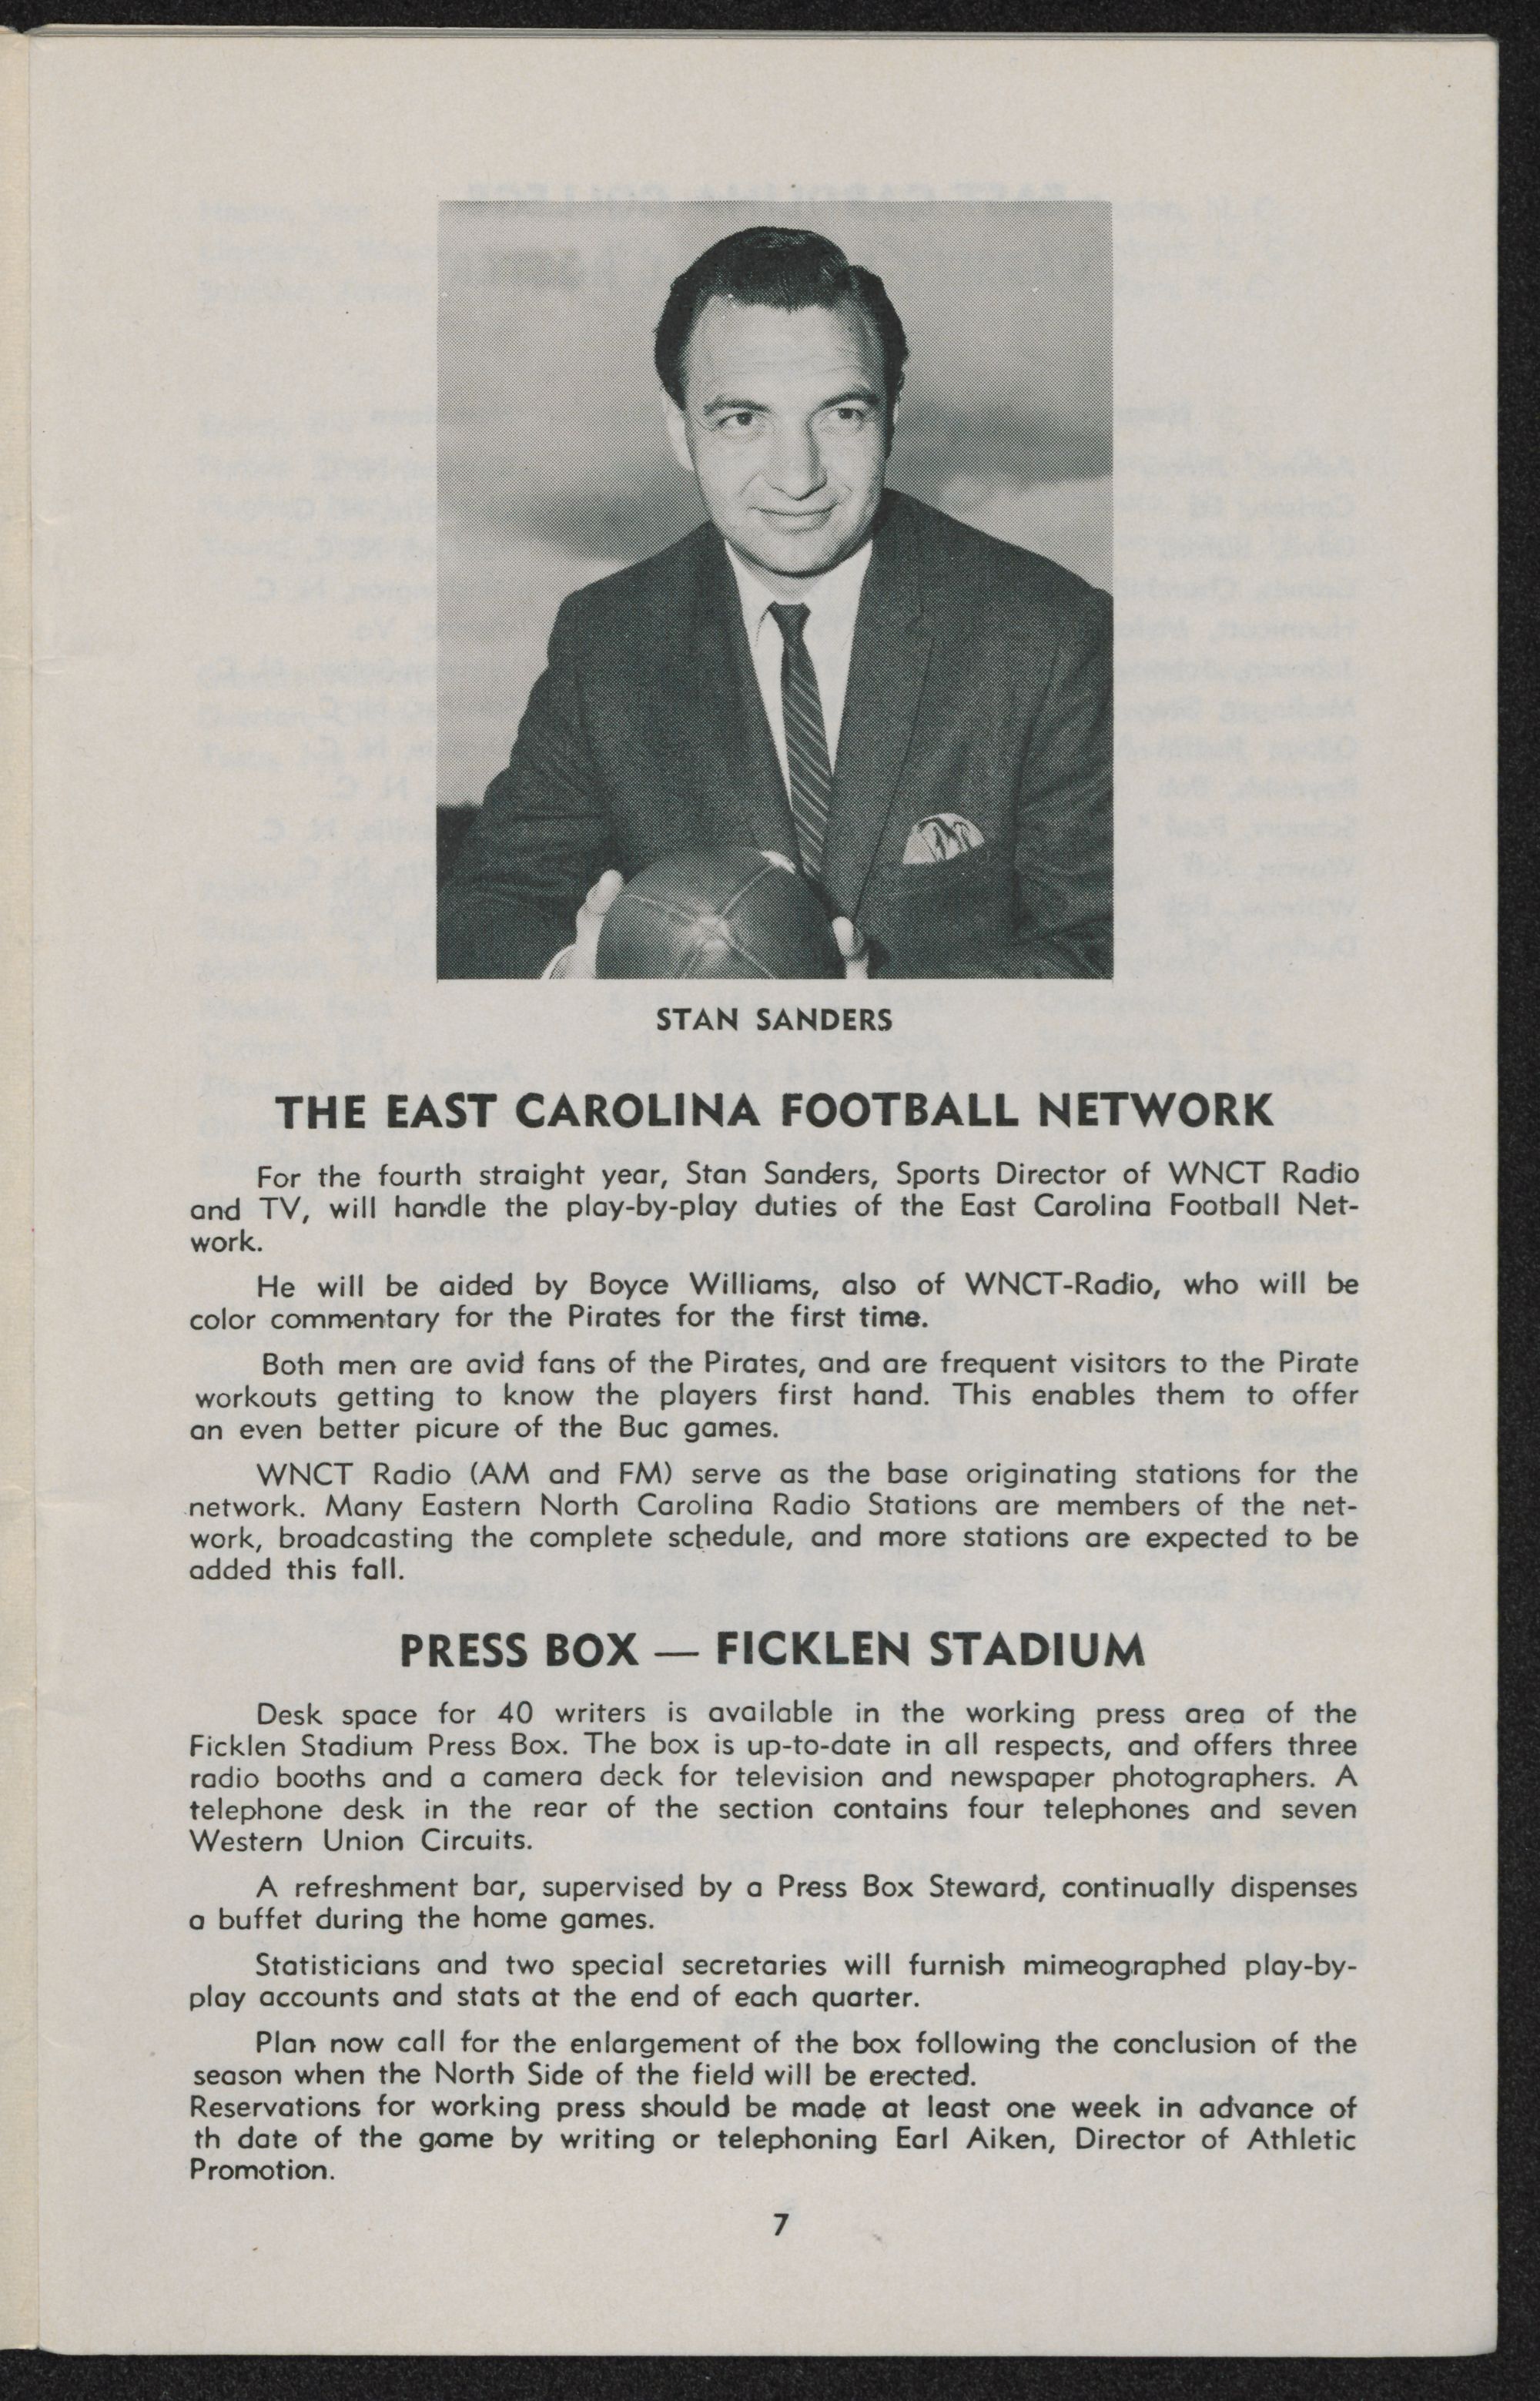 STAN SANDERS
THE EAST CAROLINA FOOTBALL NETWORK
For the fourth straight year, Stan Sanders, Sports Director of WNCT Radio
and TV, will handle the play-by-play duties of the East Carolina Football Net-
work.
He will be aided by Boyce Williams, also of WNCT-Radio, who will be
color commentary for the Pirates for the first time.
Both men are avid fans of the Pirates, and are frequent visitors to the Pirate
workouts getting to know the players first hand. This enables them to offer
an even better picure of the Buc games.
WNCT Radio (AM and FM) serve as the base originating stations for the
network. Many Eastern North Carolina Radio Stations are members of the net-
work, broadcasting the complete schedule, and more stations are expected to be
added this fall.
PRESS BOX — FICKLEN STADIUM
Desk space for 40 writers is available in the working press area of the
Ficklen Stadium Press Box. The box is up-to-date in all respects, and offers three
radio booths and a camera deck for television and newspaper photographers. A
telephone desk in the rear of the section contains four telephones and seven
Western Union Circuits.
A refreshment bar, supervised by a Press Box Steward, continually dispenses
a buffet during the home games.
Statisticians and two special secretaries will furnish mimeographed play-by-
play accounts and stats at the end of each quarter.
Plan now call for the enlargement of the box following the conclusion of the
season when the North Side of the field will be erected.
Reservations for working press should be made at least one week in advance of
th date of the game by writing or telephoning Earl Aiken, Director of Athletic
Promotion.
7